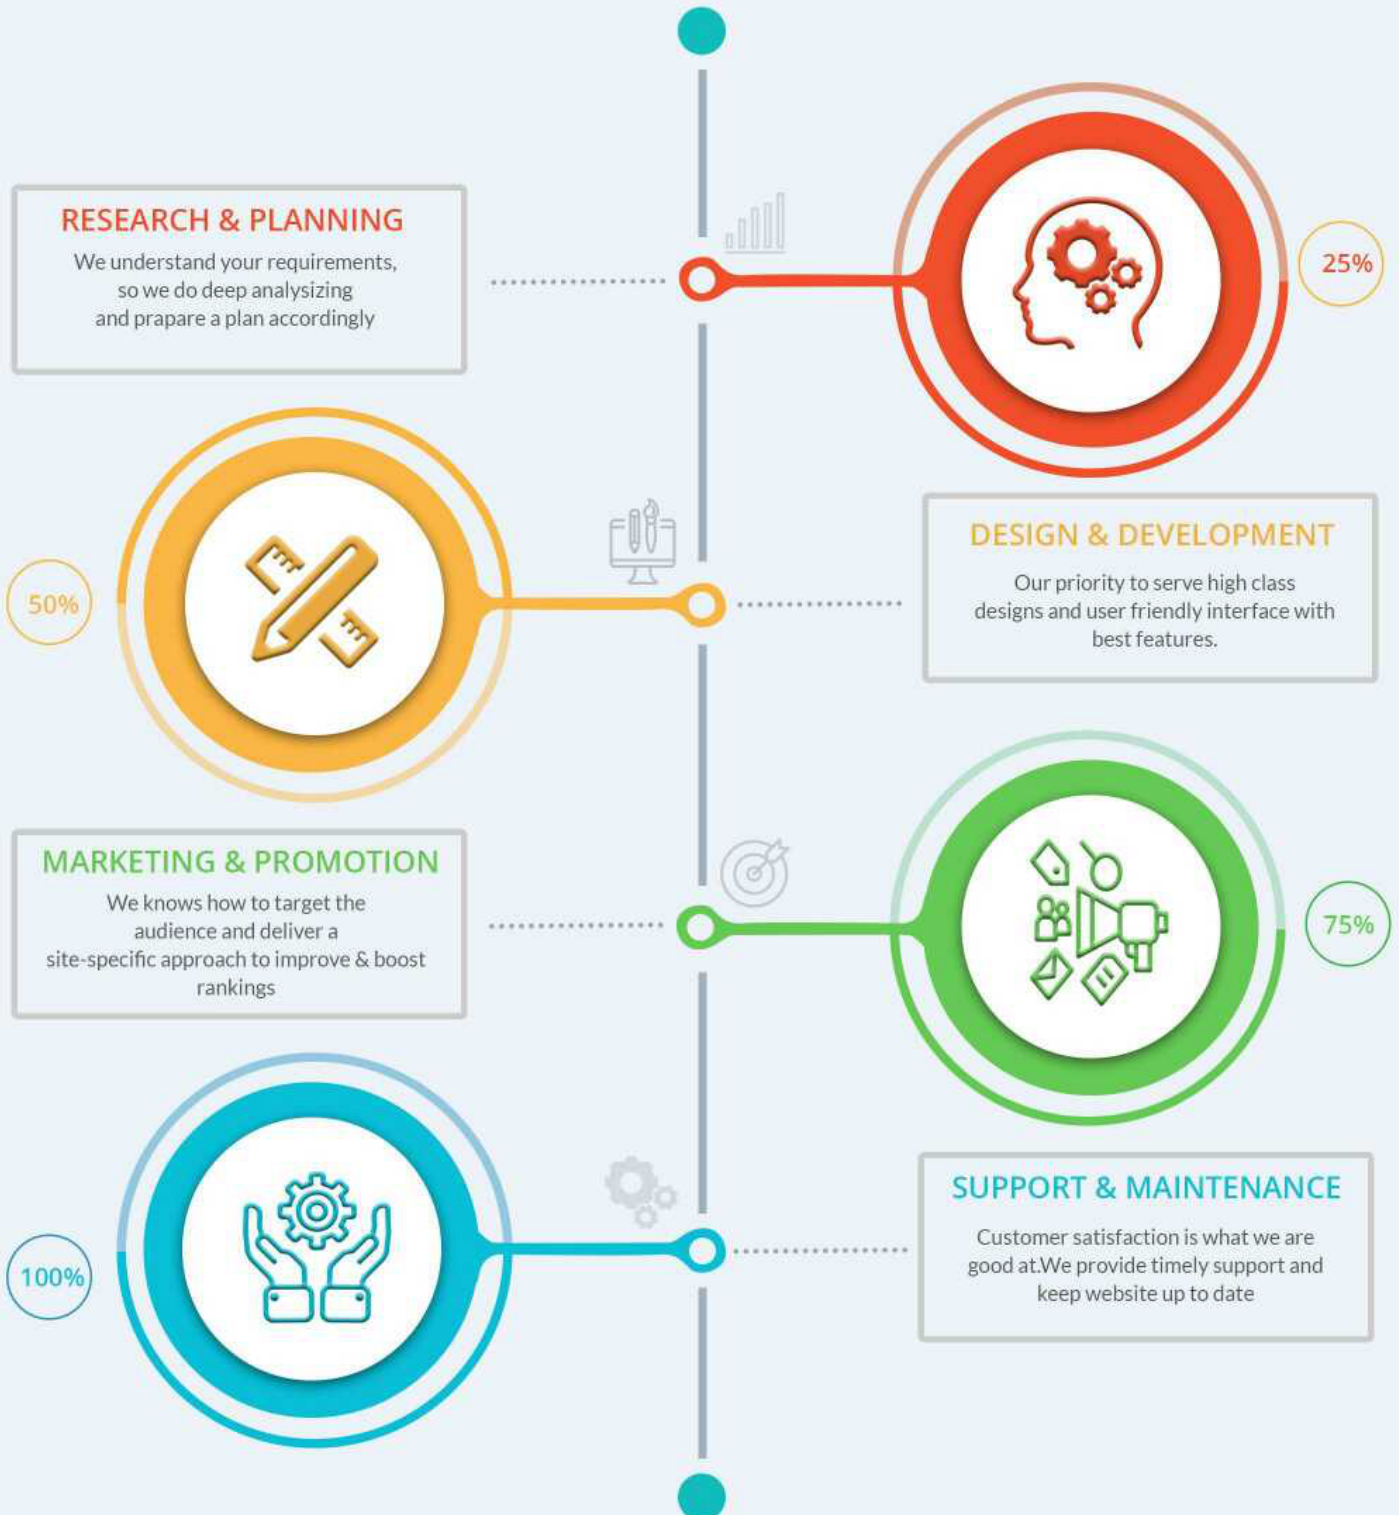 RESEARCH & PLANNING
We understand your requirements,
so we do deep analysizing
and prapare a plan accordingly
25%
50%
DESIGN & DEVELOPMENT
Our priority to serve high class
designs and user friendly interface with
best features.
MARKETING & PROMOTION
We knows how to target the
audience and deliver a
site-specific approach to improve & boost
rankings
75%
100%
SUPPORT & MAINTENANCE
Customer satisfaction is what we are
good at.We provide timely support and
keep website up to date